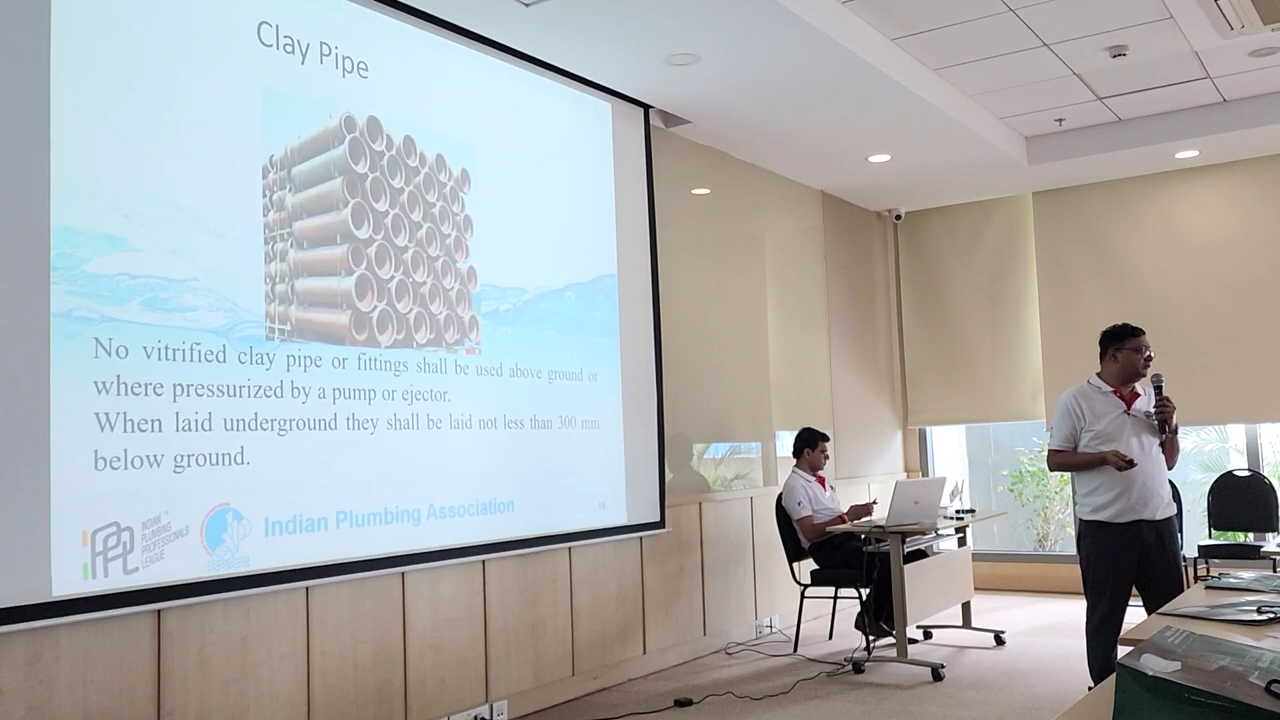 Clay Pipe
No vitrified clay pipe or fittings shall be used above ground or
where pressurized by a pump or ejector.
When laid underground they shall be laid not less than 300 mm
below ground.
INDIAN
PLUMBING
PROFESSIONALS
LEAGUE
Indian Plumbing Association